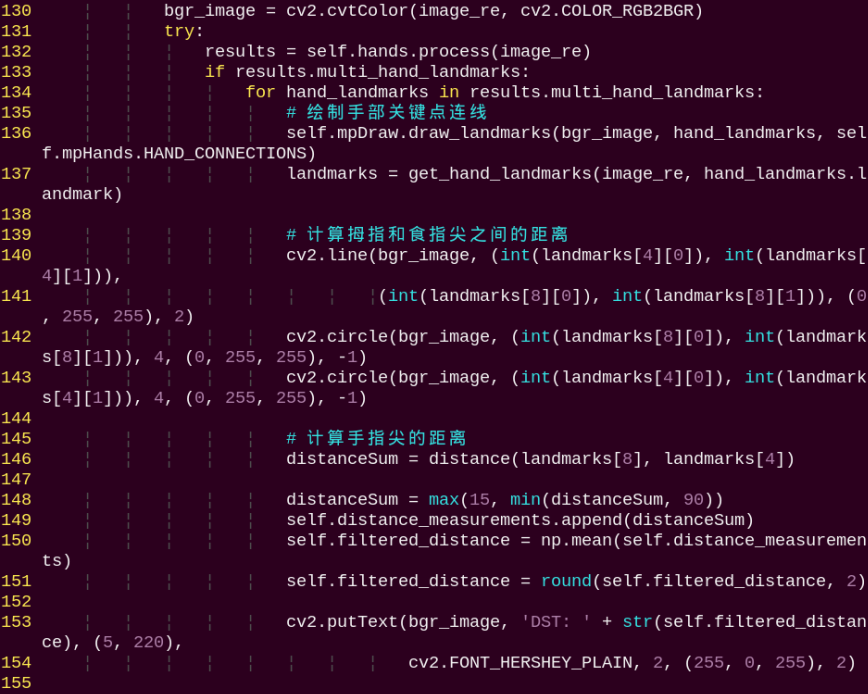 130 bgr_image = cv2.cvtColor(image_re, cv2.COLOR_RGB2BGR)
131 try:
132 results = self.hands.process(image_re)
133 if results.multi_hand_landmarks:
134 for hand_landmarks in results.multi_hand_landmarks:
135 # 绘制手部关键点连线
136 self.mpDraw.draw_landmarks(bgr_image, hand_landmarks, sel
f.mpHands.HAND_CONNECTIONS)
137 landmarks = get_hand_landmarks(image_re, hand_landmarks.l
andmark)
138
139 # 计算拇指和食指尖之间的距离
140 cv2.line(bgr_image, (int(landmarks[4][0]), int(landmarks[
4][1])),
141 (int(landmarks[8][0]), int(landmarks[8][1])), (0
, 255, 255), 2)
142 cv2.circle(bgr_image, (int(landmarks[8][0]), int(landmark
s[8][1])), 4, (0, 255, 255), -1)
143 cv2.circle(bgr_image, (int(landmarks[4][0]), int(landmark
s[4][1])), 4, (0, 255, 255), -1)
144
145 # 计算手指尖的距离
146 distanceSum = distance(landmarks[8], landmarks[4])
147
148 distanceSum = max(15, min(distanceSum, 90))
149 self.distance_measurements.append(distanceSum)
150 self.filtered_distance = np.mean(self.distance_measuremen
ts)
151 self.filtered_distance = round(self.filtered_distance, 2)
152
153 cv2.putText(bgr_image, 'DST: ' + str(self.filtered_distan
ce), (5, 220),
154 cv2.FONT_HERSHEY_PLAIN, 2, (255, 0, 255), 2)
155